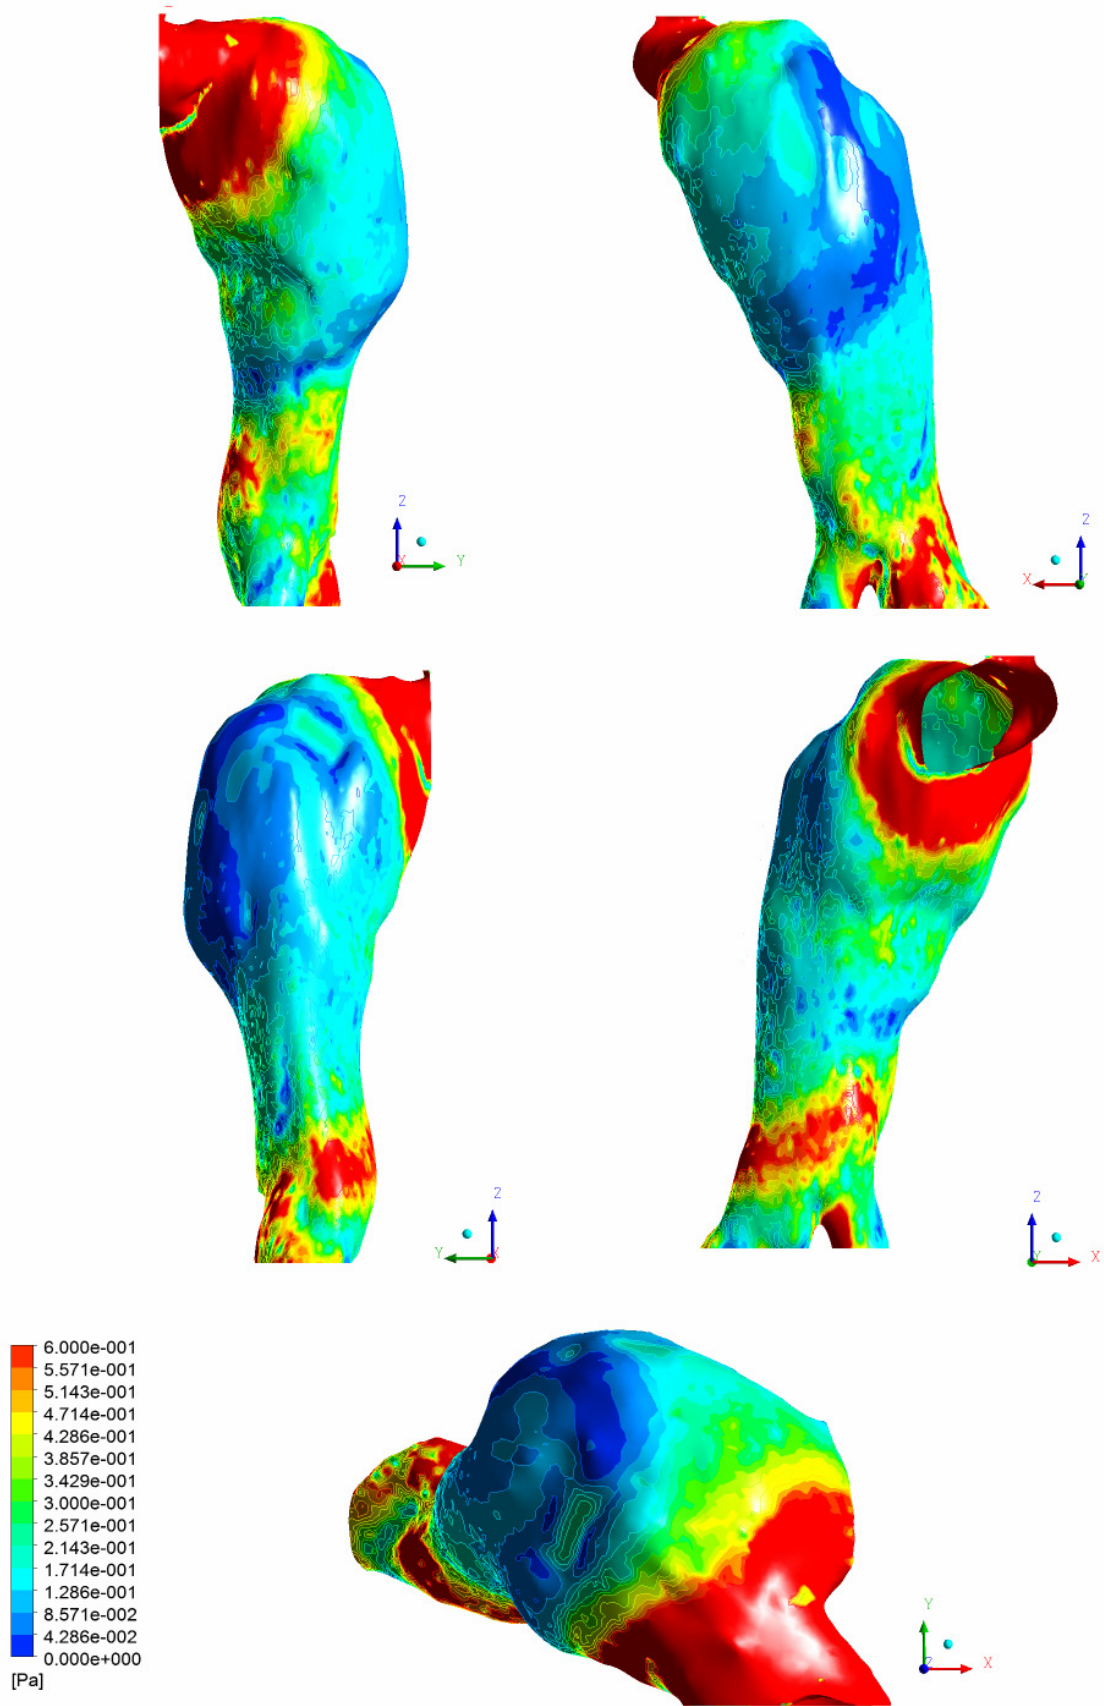 Z
X Y
Z
X Y
Z
Y X
Z
Y X
6.000e-001
5.571e-001
5.143e-001
4.714e-001
4.286e-001
3.857e-001
3.429e-001
3.000e-001
2.571e-001
2.143e-001
1.714e-001
1.286e-001
8.571e-002
4.286e-002
0.000e+000
[Pa]
Y
Z X